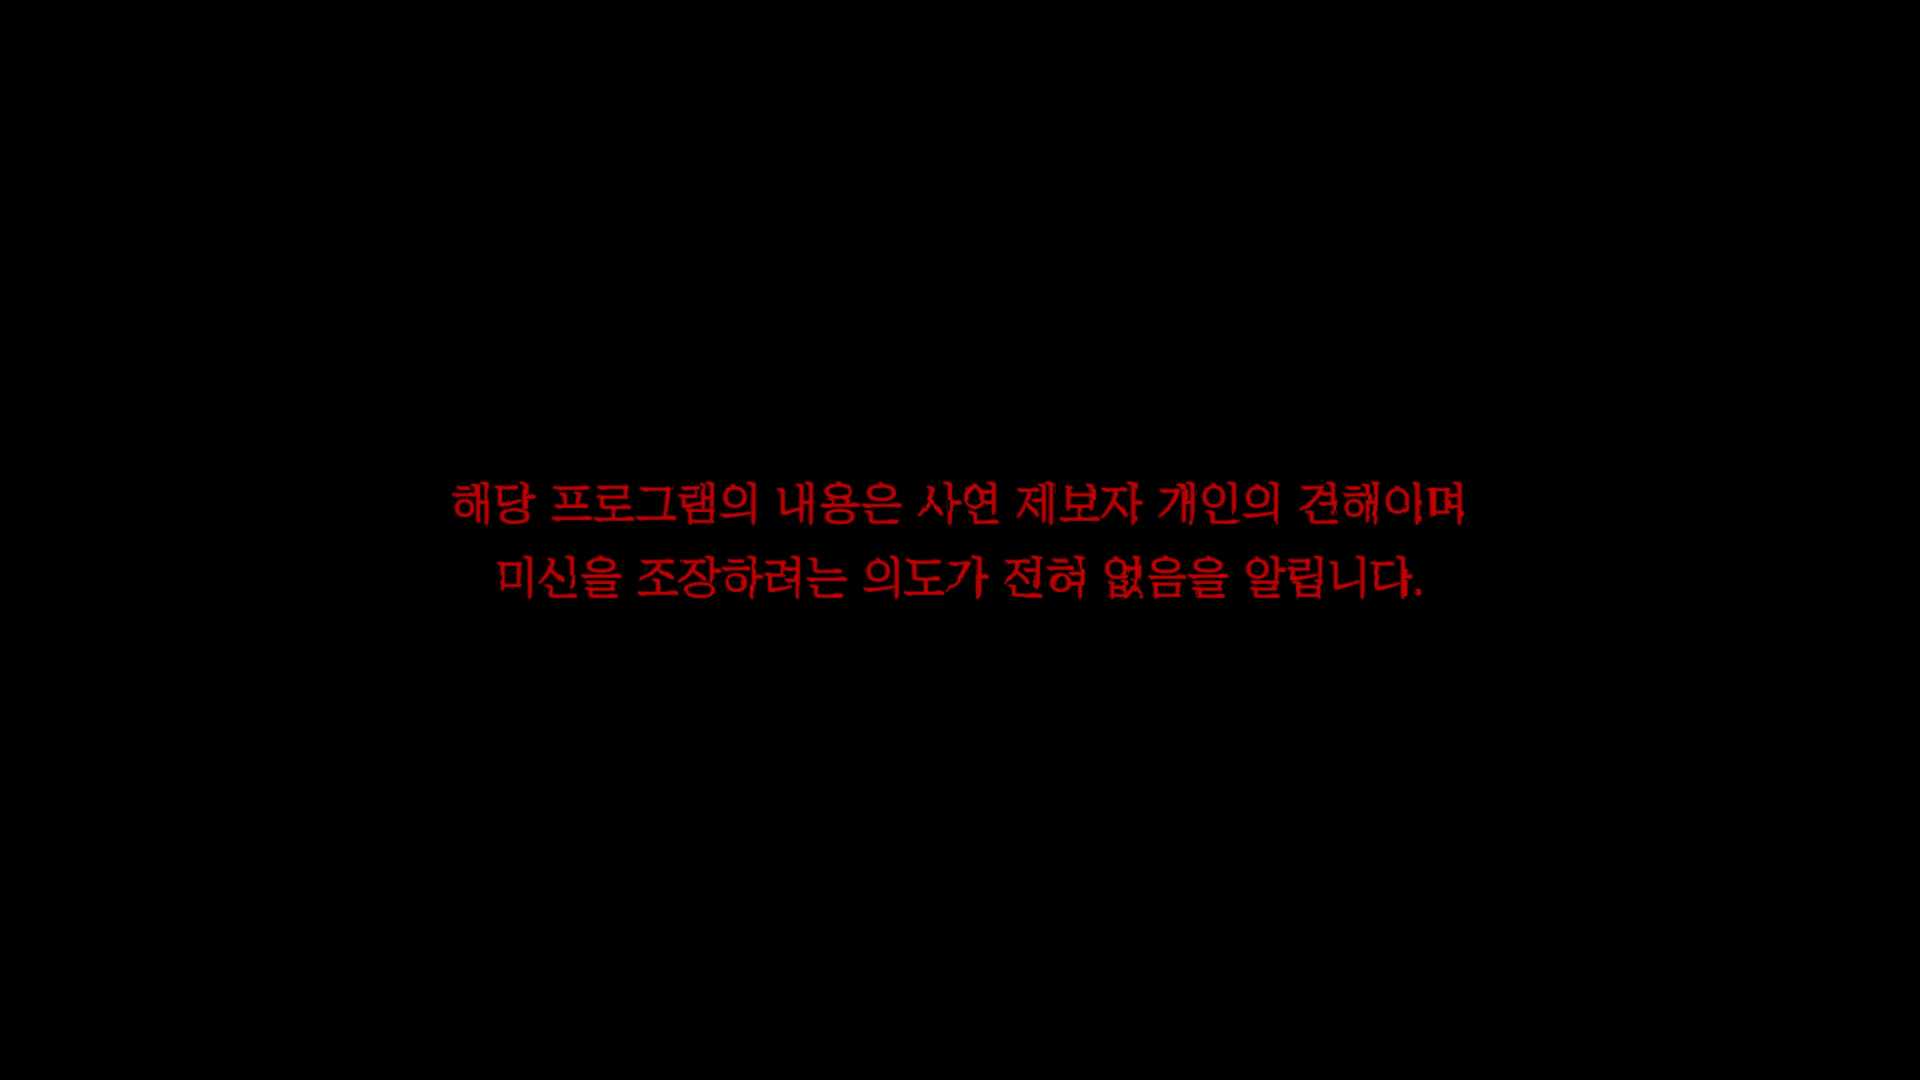 해당 프로그램의 내용은 사연 제보자 개인의 견해이며
미신을 조장하려는 의도가 전혀 없음을 알립니다.